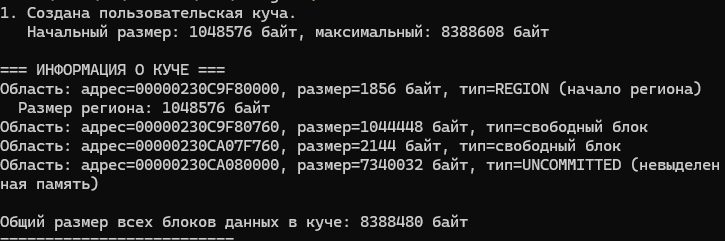 1. Создана пользовательская куча.
Начальный размер: 1048576 байт, максимальный: 8388608 байт
=== ИНФОРМАЦИЯ О КУЧЕ ===
Область: адрес=00000230C9F80000, размер=1856 байт, тип=REGION (начало региона)
Размер региона: 1048576 байт
Область: адрес=00000230C9F80760, размер=1044448 байт, тип=свободный блок
Область: адрес=00000230CA07F760, размер=2144 байт, тип=свободный блок
Область: адрес=00000230CA080000, размер=7340032 байт, тип=UNCOMMITTED (невыделен
ная память)
Общий размер всех блоков данных в куче: 8388480 байт
==========================